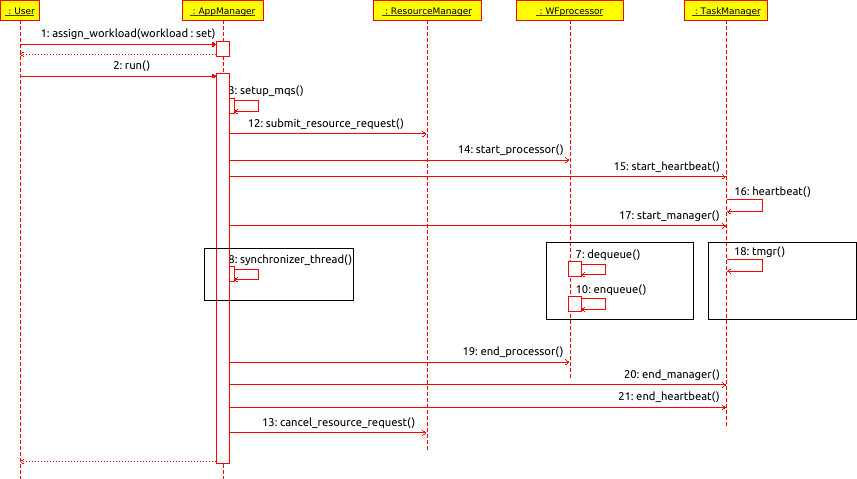 : User
: AppManager
: ResourceManager
: WFprocessor
: TaskManager
1: assign_workload(workload : set)
2: run()
3: setup_mqs()
12: submit_resource_request()
14: start_processor()
15: start_heartbeat()
16: heartbeat()
17: start_manager()
8: synchronizer_thread()
7: dequeue()
18: tmgr()
10: enqueue()
19: end_processor()
20: end_manager()
21: end_heartbeat()
13: cancel_resource_request()